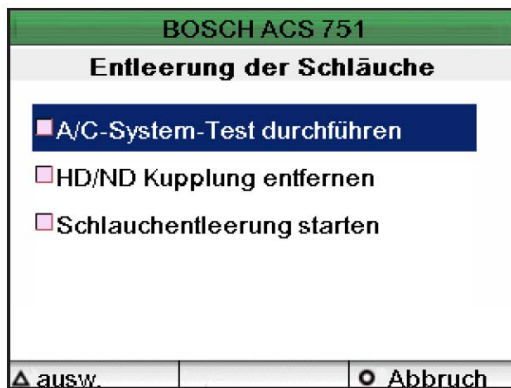 BOSCH ACS 751
Entleerung der Schläuche
A/C-System-Test durchführen
HD/ND Kupplung entfernen
Schlauchentleerung starten
ausw. Abbruch